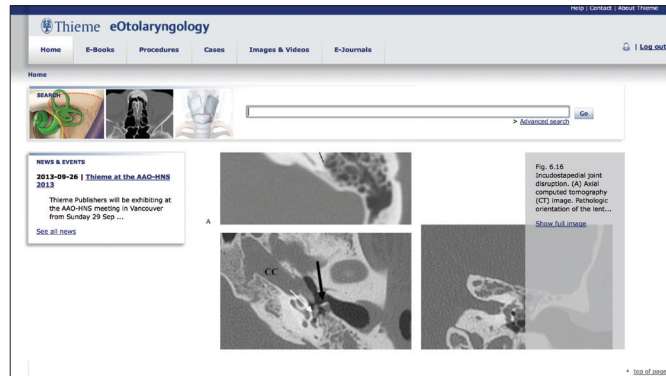 Help | Contact | About Thieme
Thieme eOtolaryngology
Home E-Books Procedures Cases Images & Videos E-Journals
| Log out
Home
SEARCH
Go
> Advanced search
NEWS & EVENTS
2013-09-26 | Thieme at the AAO-HNS
2013
Thieme Publishers will be exhibiting at
the AAO-HNS meeting in Vancouver
from Sunday 29 Sep ...
See all news
A
CC
Fig. 6.16
Incudostapedial joint
disruption. (A) Axial
computed tomography
(CT) image. Pathologic
orientation of the lent...
Show full image
top of page